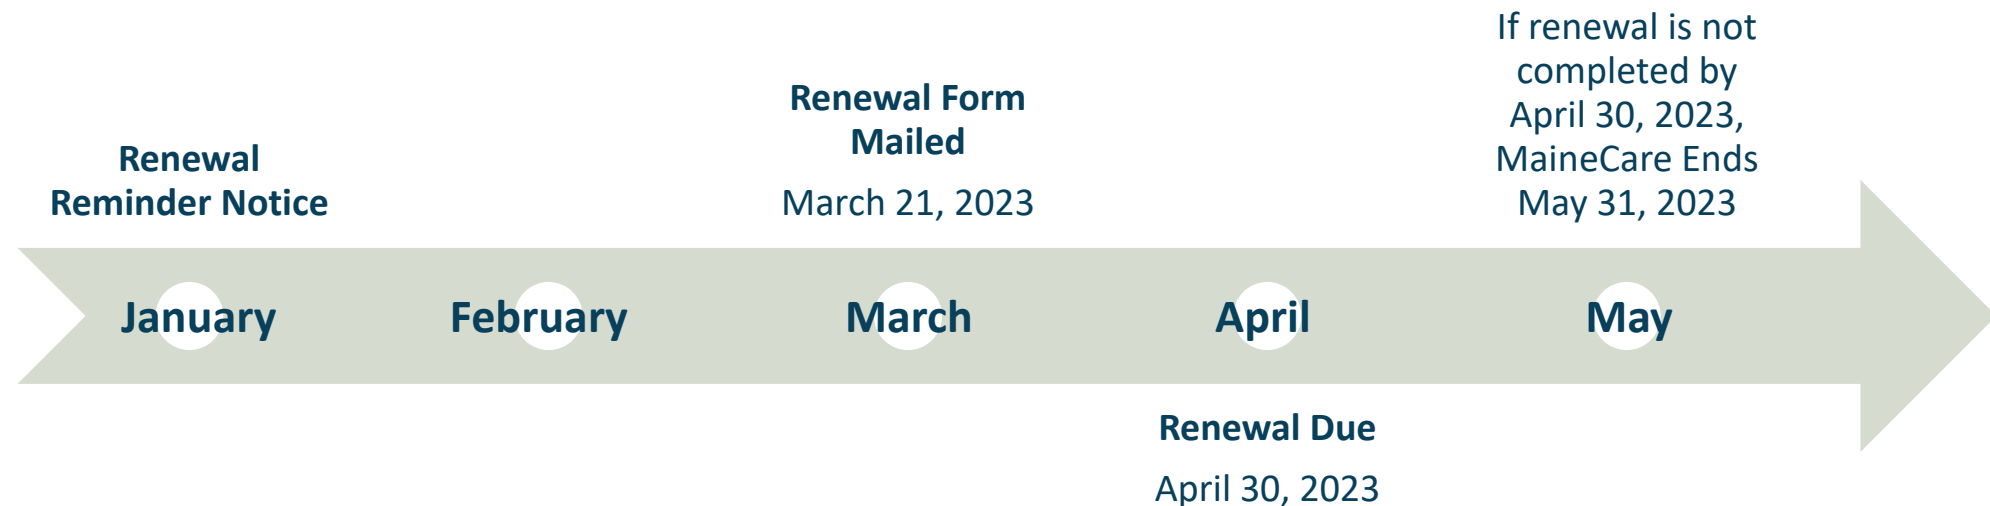 Renewal
Reminder Notice
Renewal Form
Mailed
March 21, 2023
If renewal is not
completed by
April 30, 2023,
MaineCare Ends
May 31, 2023
January
February
March
April
May
Renewal Due
April 30, 2023